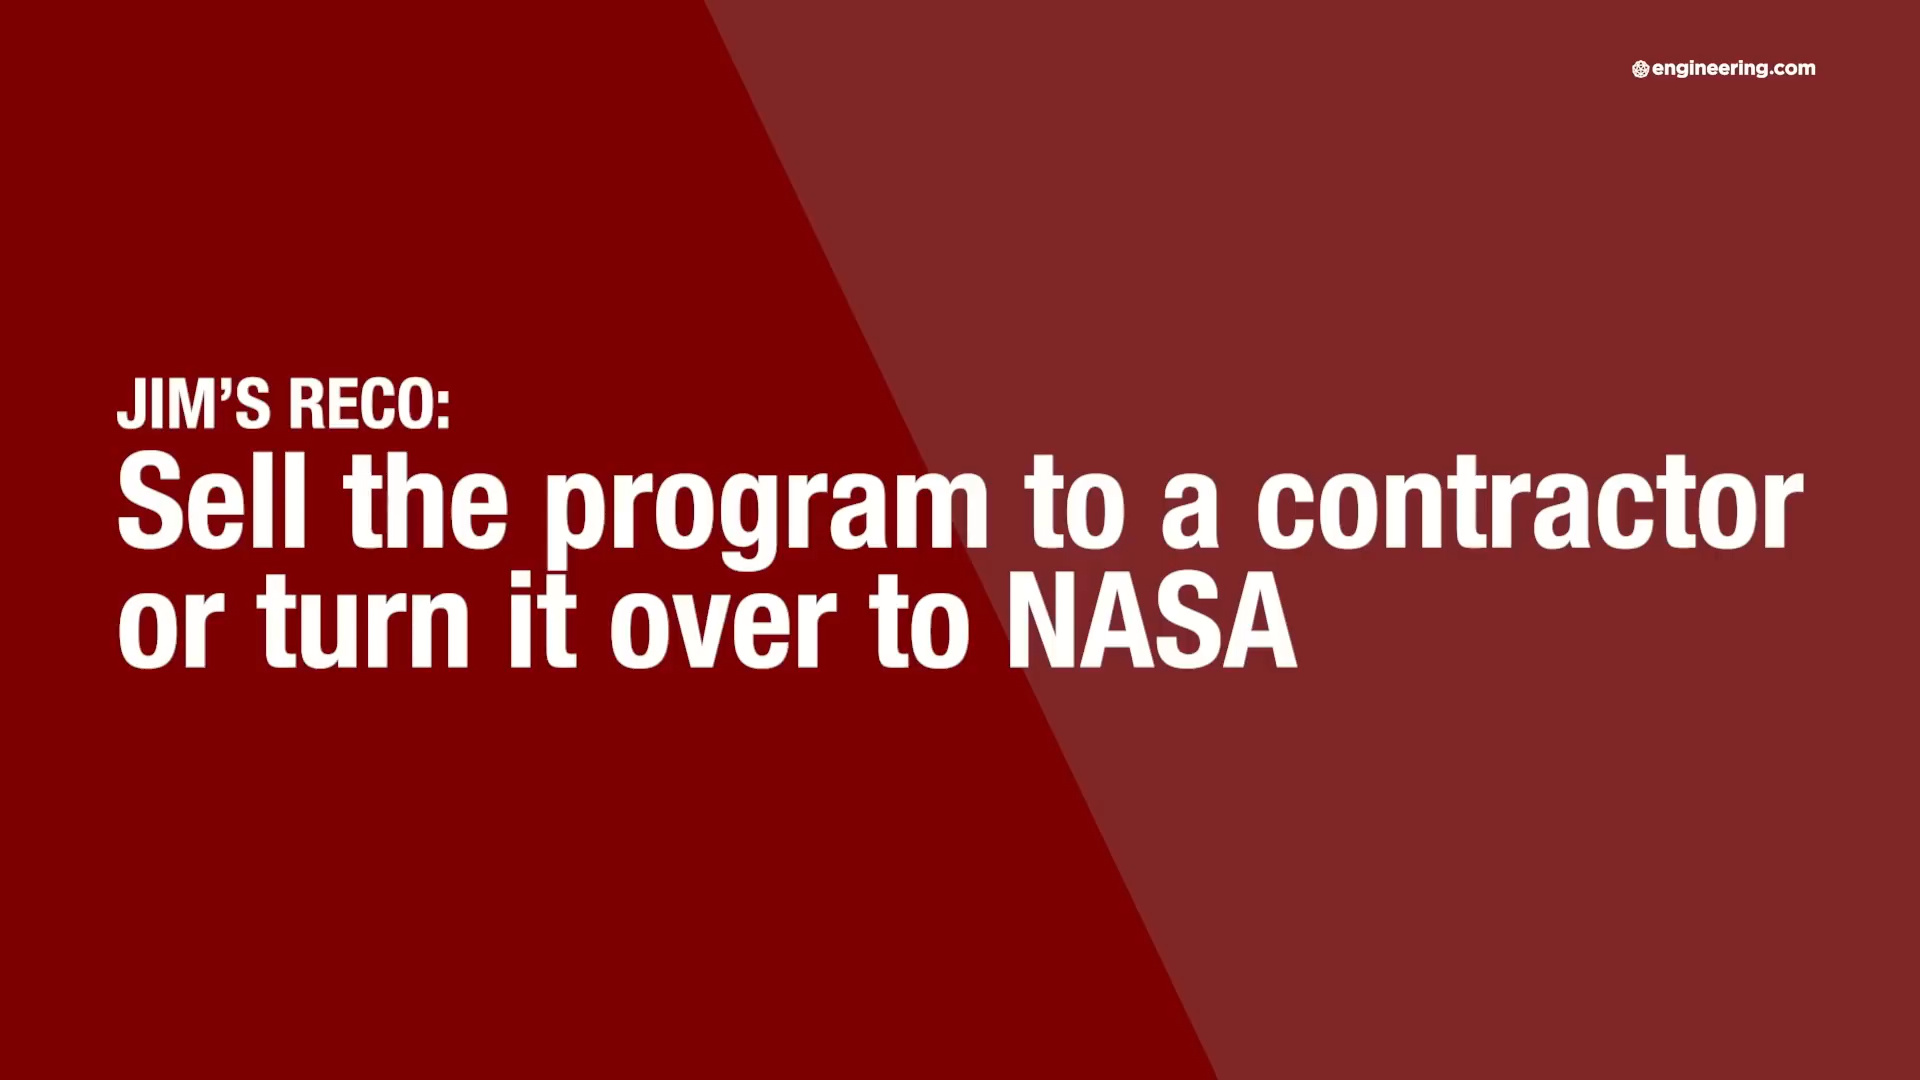 engineering.com
JIM’S RECO:
Sell the program to a contractor
or turn it over to NASA